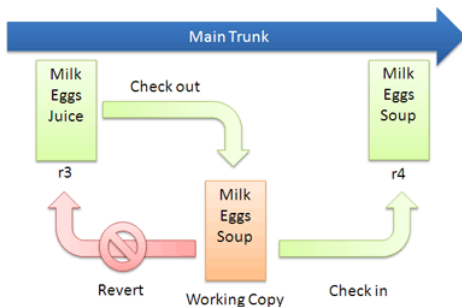 Main Trunk
Milk
Eggs
Juice
r3
Check out
Milk
Eggs
Soup
r4
Milk
Eggs
Soup
Working Copy
Revert
Check in